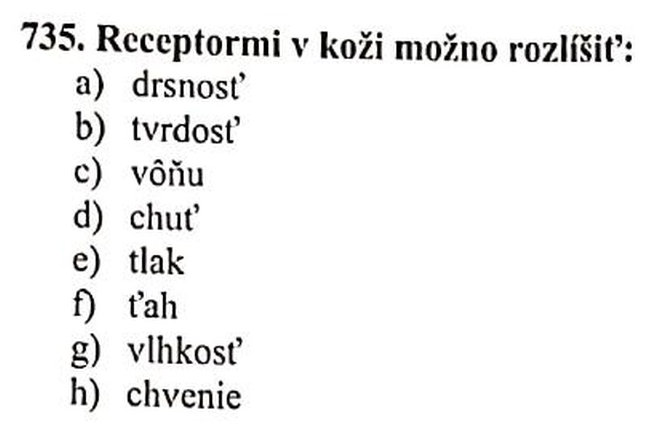 735. Receptormi v koži možno rozlíšiť:
a) drsnosť
b) tvrdosť
c) vôňu
d) chuť
e) tlak
f) ťah
g) vlhkosť
h) chvenie